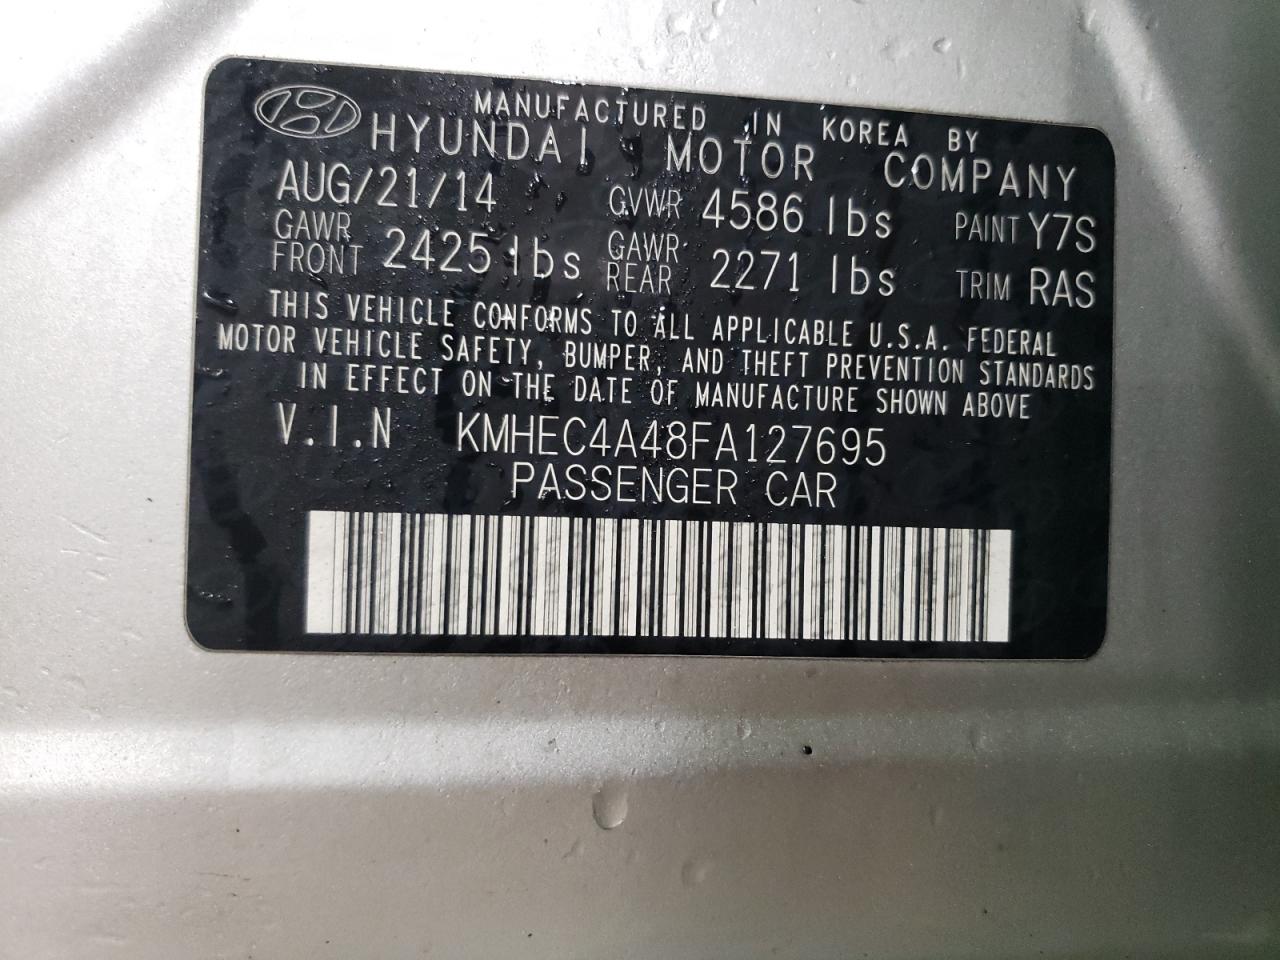 MANUFACTURED IN KOREA BY
HYUNDAI MOTOR COMPANY
AUG/21/14 GVWR 4586 lbs PAINT Y7S
GAWR FRONT 2425 lbs GAWR REAR 2271 lbs TRIM RAS
THIS VEHICLE CONFORMS TO ALL APPLICABLE U.S.A. FEDERAL
MOTOR VEHICLE SAFETY, BUMPER, AND THEFT PREVENTION STANDARDS
IN EFFECT ON THE DATE OF MANUFACTURE SHOWN ABOVE
V.I.N KMHEC4A48FA127695
PASSENGER CAR